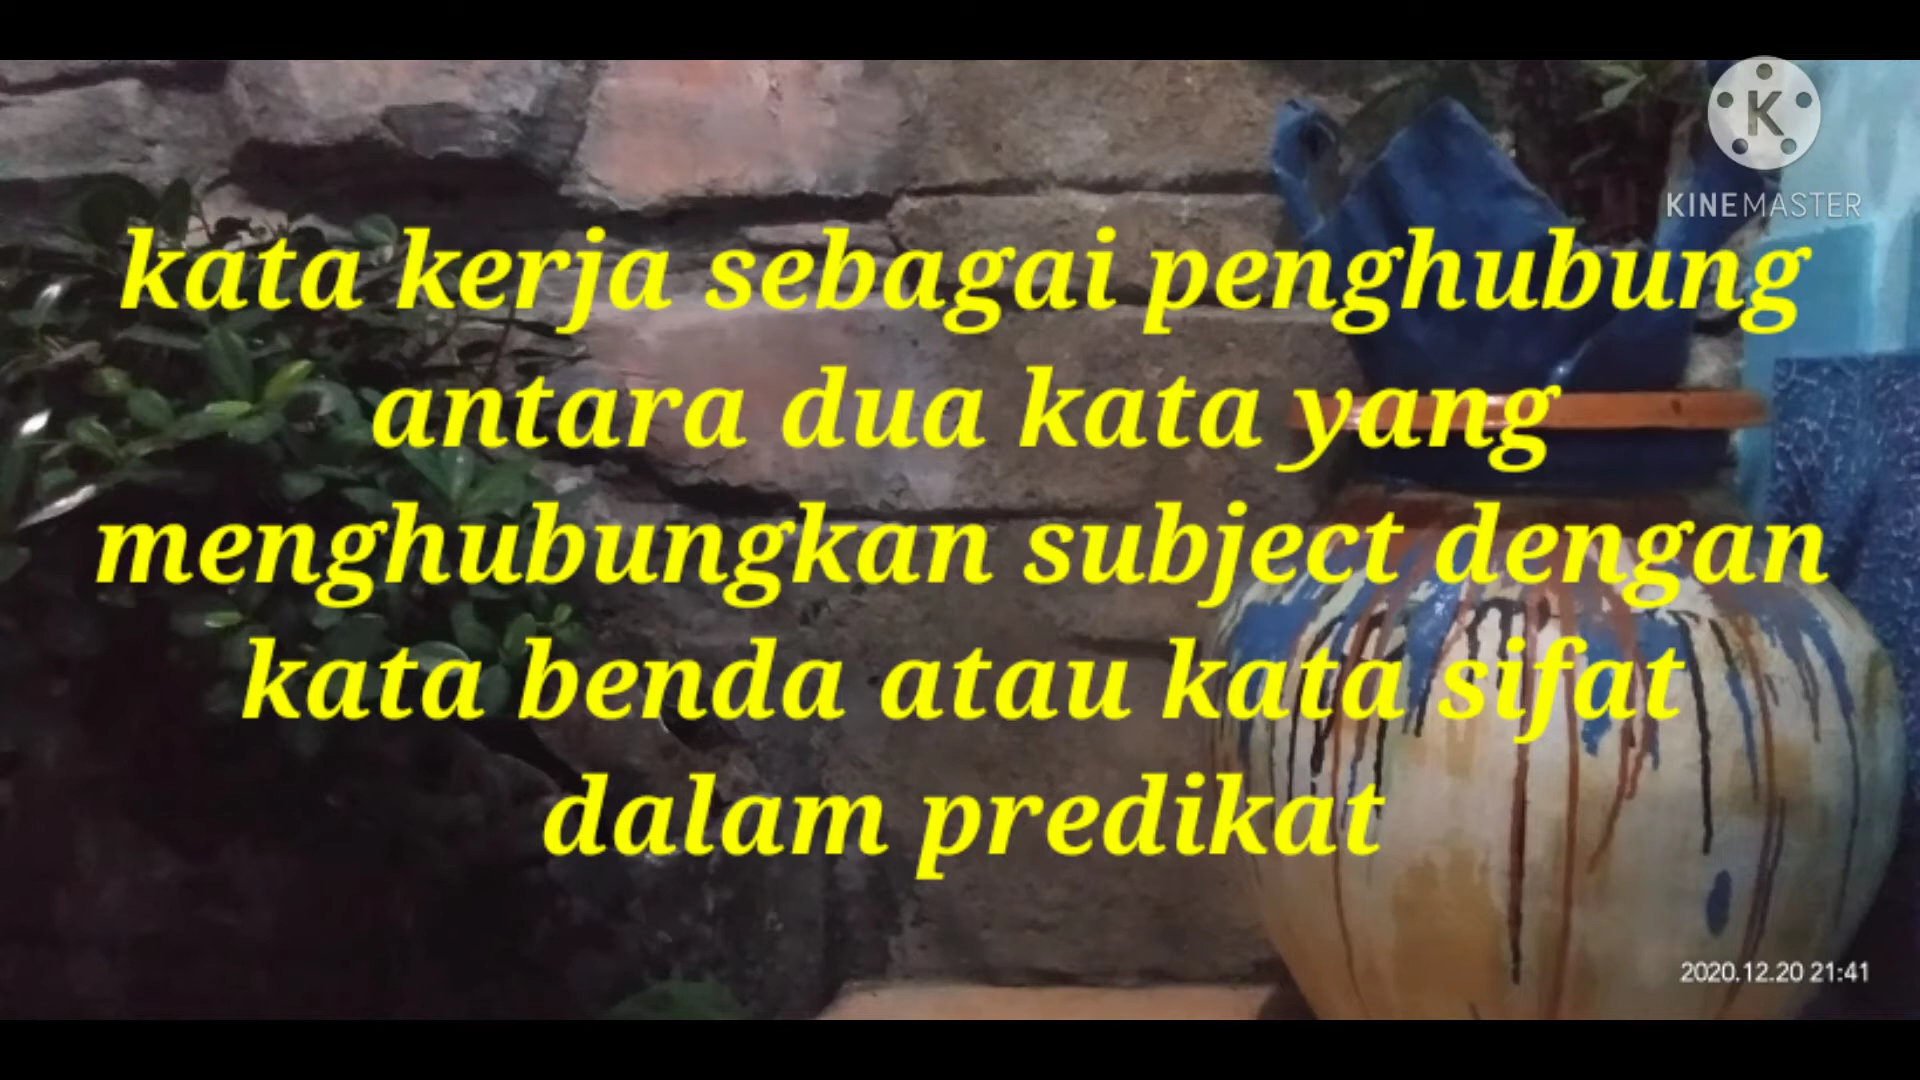 K
KINEMASTER
kata kerja sebagai penghubung
antara dua kata yang
menghubungkan subject dengan
kata benda atau kata sifat
dalam predikat
2020.12.20 21:41